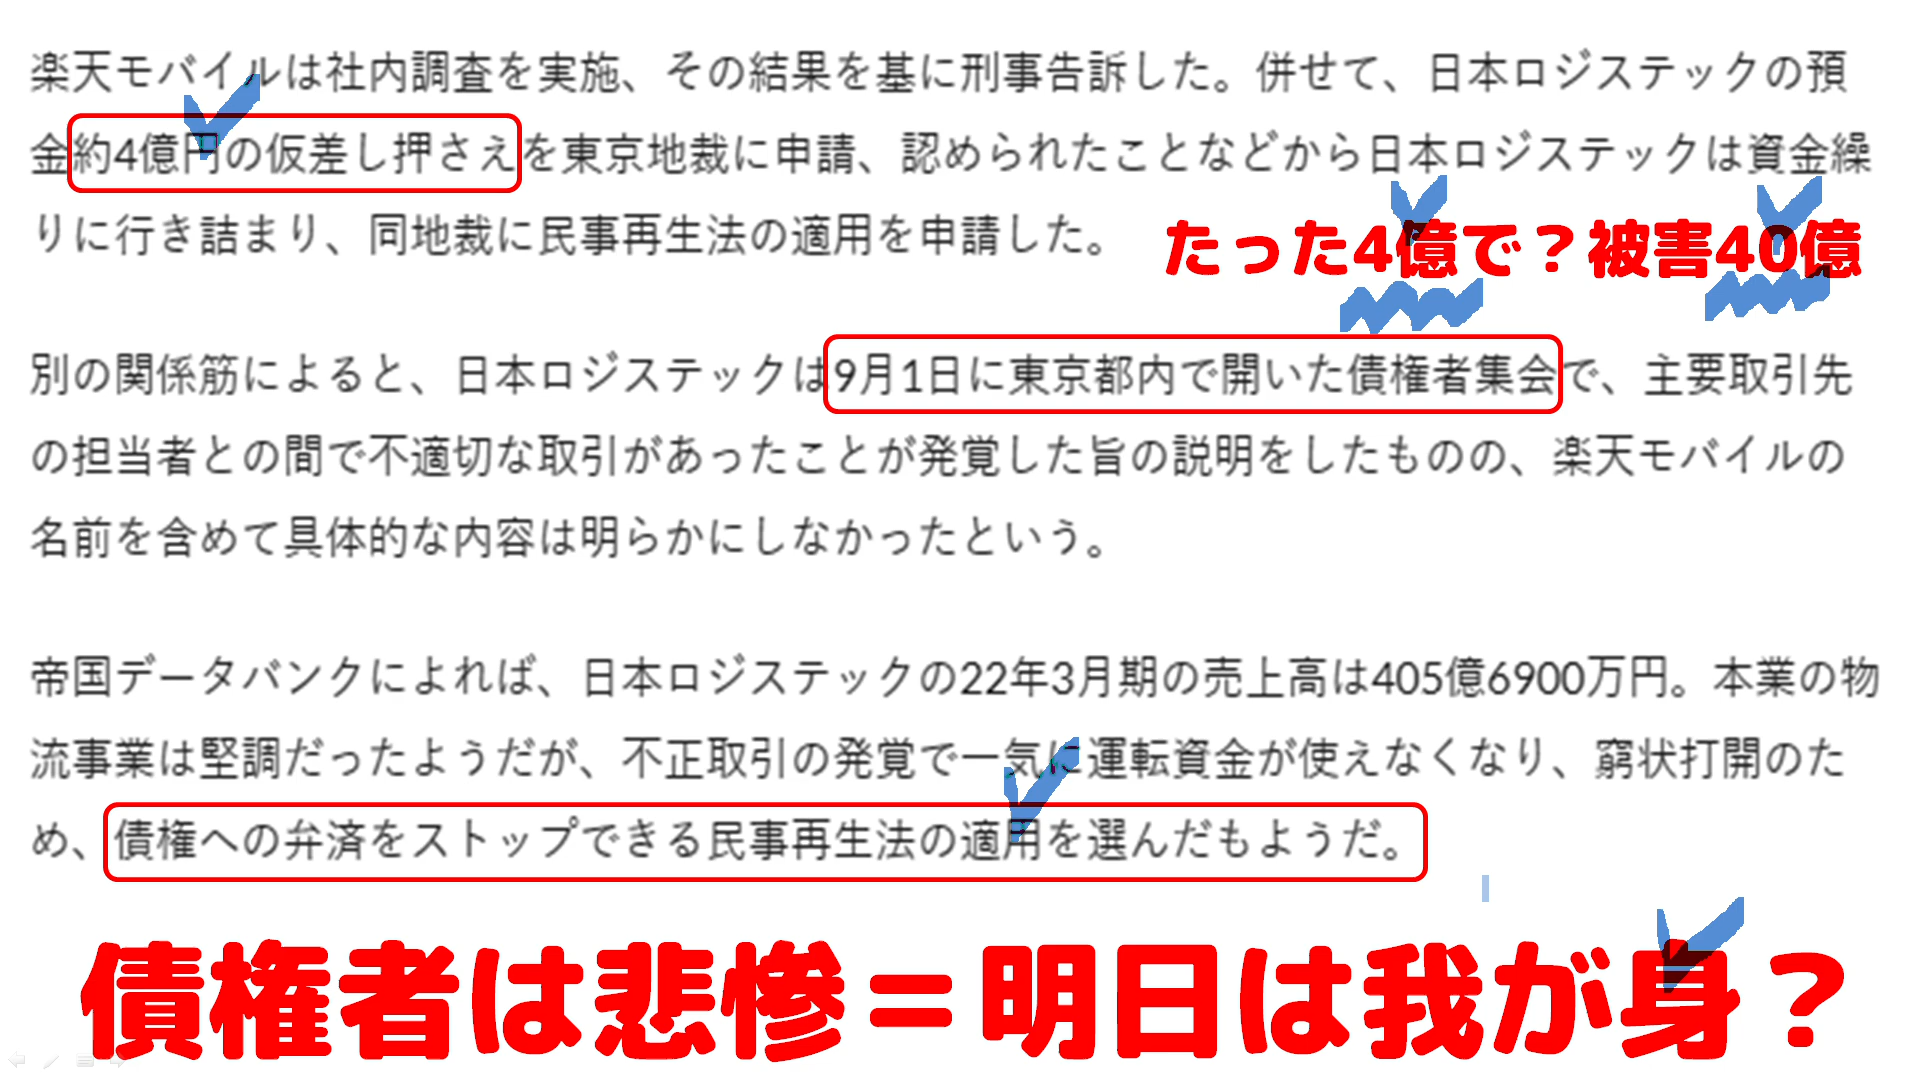 楽天モバイルは社内調査を実施、その結果を基に刑事告訴した。併せて、日本ロジステックの預
金約4億円の仮差し押さえを東京地裁に申請、認められたことなどから日本ロジステックは資金繰
りに行き詰まり、同地裁に民事再生法の適用を申請した。
たった4億で？被害40億
別の関係筋によると、日本ロジステックは9月1日に東京都内で開いた債権者集会で、主要取引先
の担当者との間で不適切な取引があったことが発覚した旨の説明をしたものの、楽天モバイルの
名前を含めて具体的な内容は明らかにしなかったという。
帝国データバンクによれば、日本ロジステックの22年3月期の売上高は405億6900万円。本業の物
流事業は堅調だったようだが、不正取引の発覚で一気に運転資金が使えなくなり、窮状打開のた
め、債権への弁済をストップできる民事再生法の適用を選んだもようだ。
債権者は悲惨＝明日は我が身？